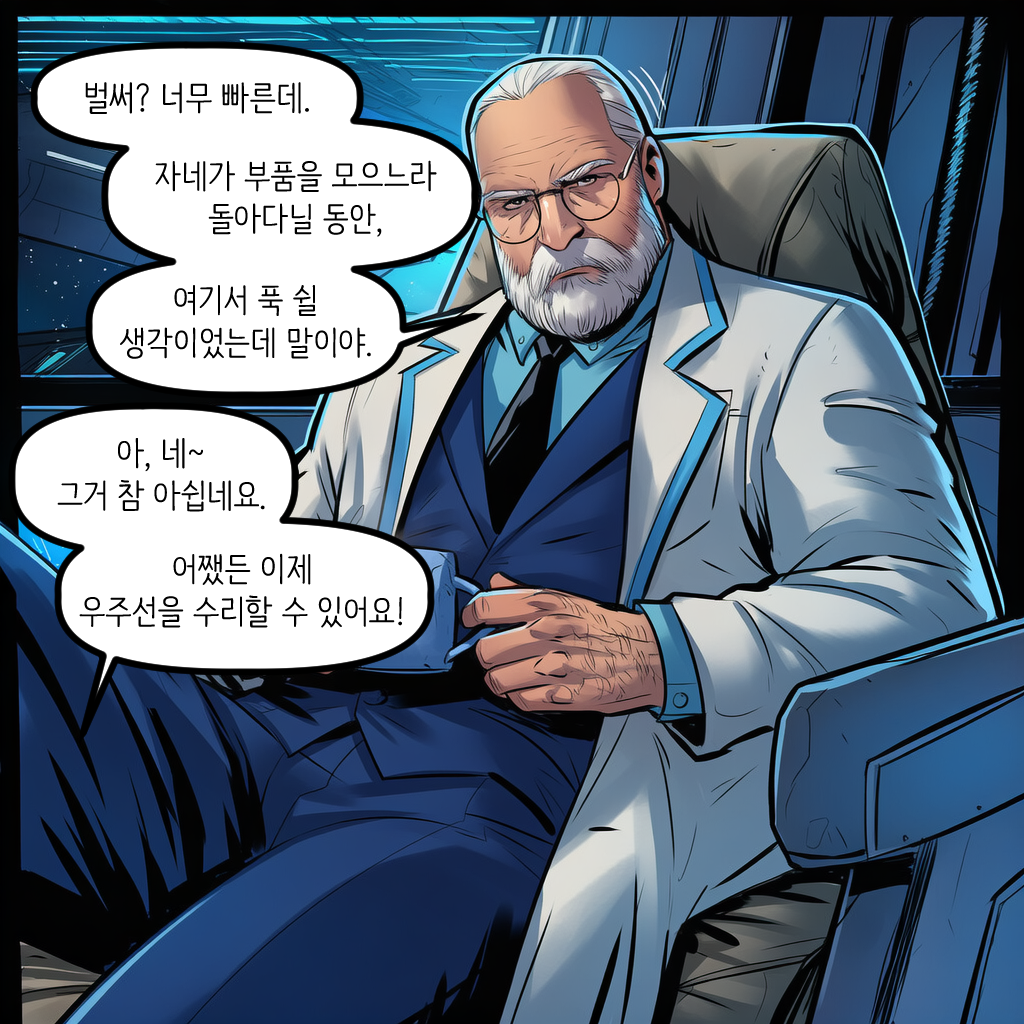 벌써? 너무 빠른데.
자네가 부품을 모으느라
돌아다닐 동안,
여기서 푹 쉴
생각이었는데 말이야.
아, 네~
그거 참 아쉽네요.
어쨌든 이제
우주선을 수리할 수 있어요!